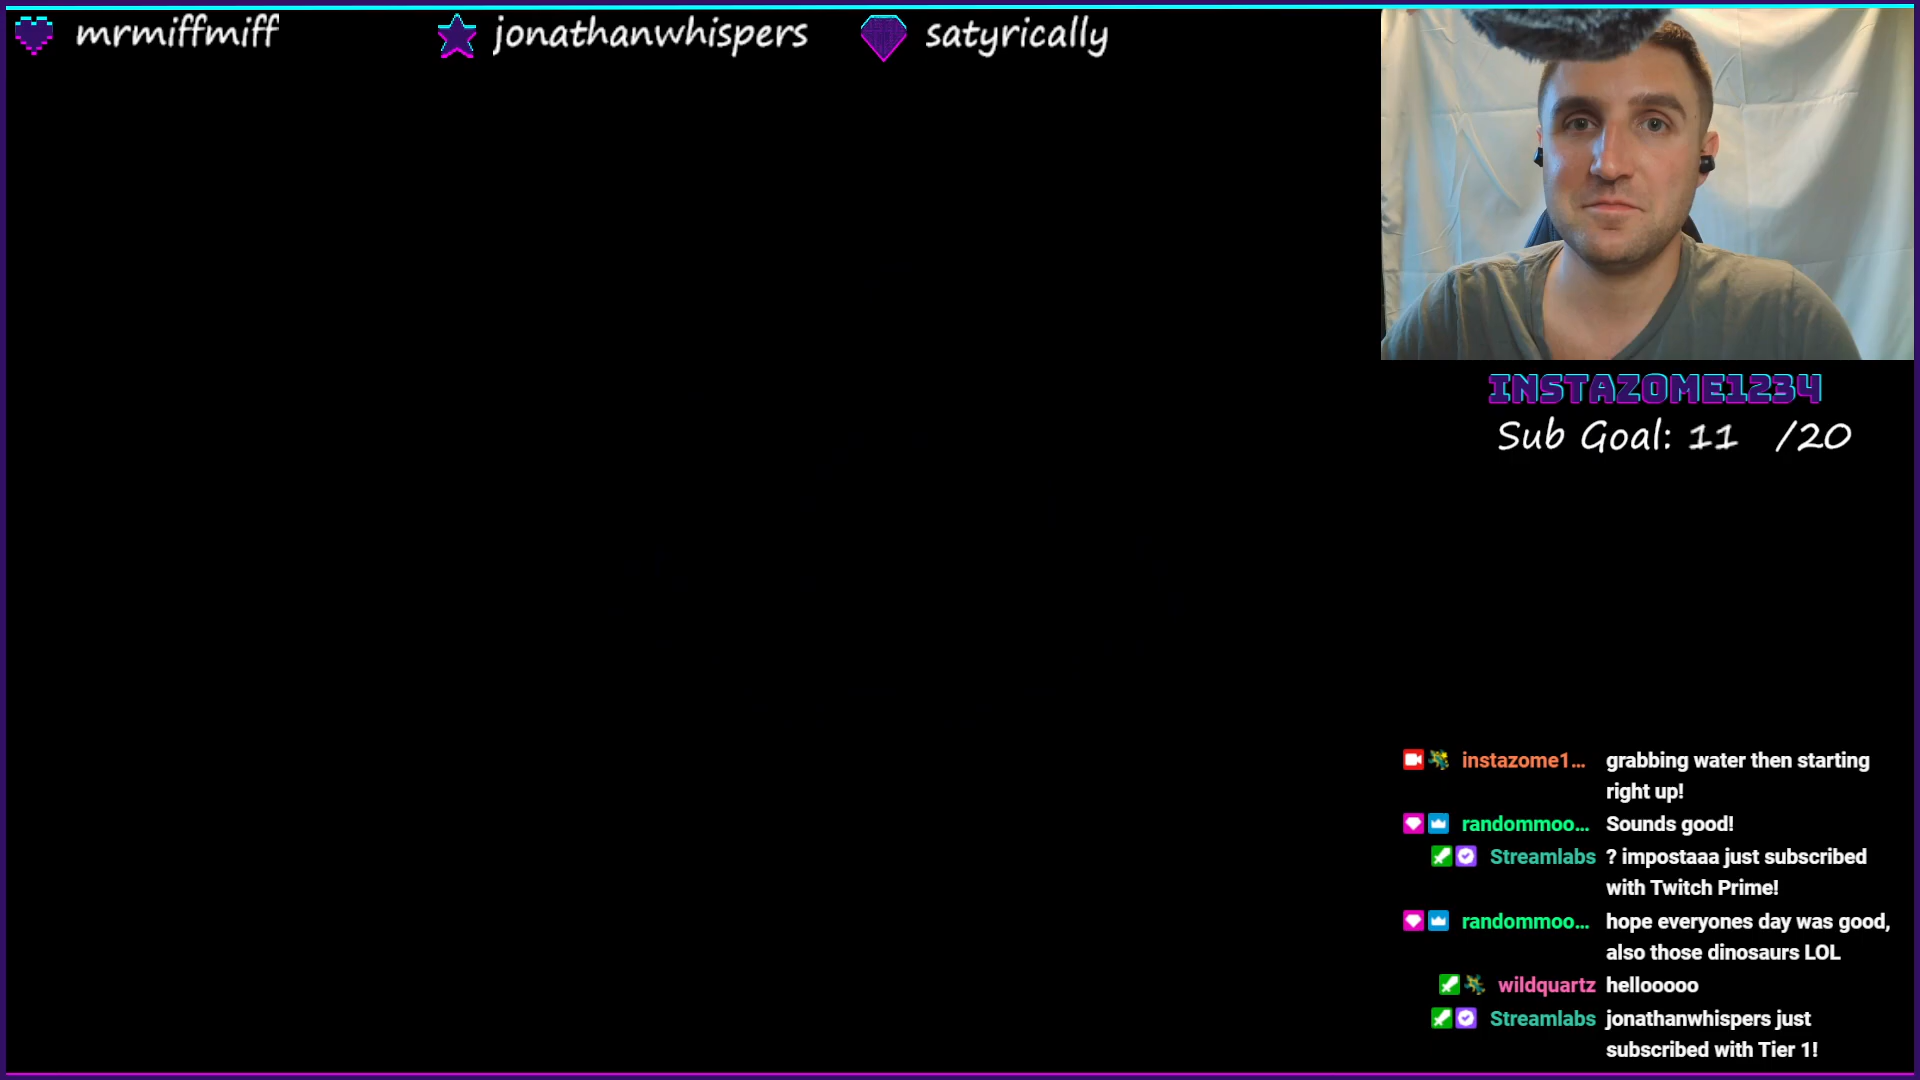 mrmiffmiff
jonathanwhispers
satyrically
INSTAZOME1234
Sub Goal: 11 /20
instazome1... grabbing water then starting
right up!
randommoo... Sounds good!
Streamlabs ? impostaaa just subscribed
with Twitch Prime!
randommoo... hope everyones day was good,
also those dinosaurs LOL
wildquartz hellooooo
Streamlabs jonathanwhispers just
subscribed with Tier 1!